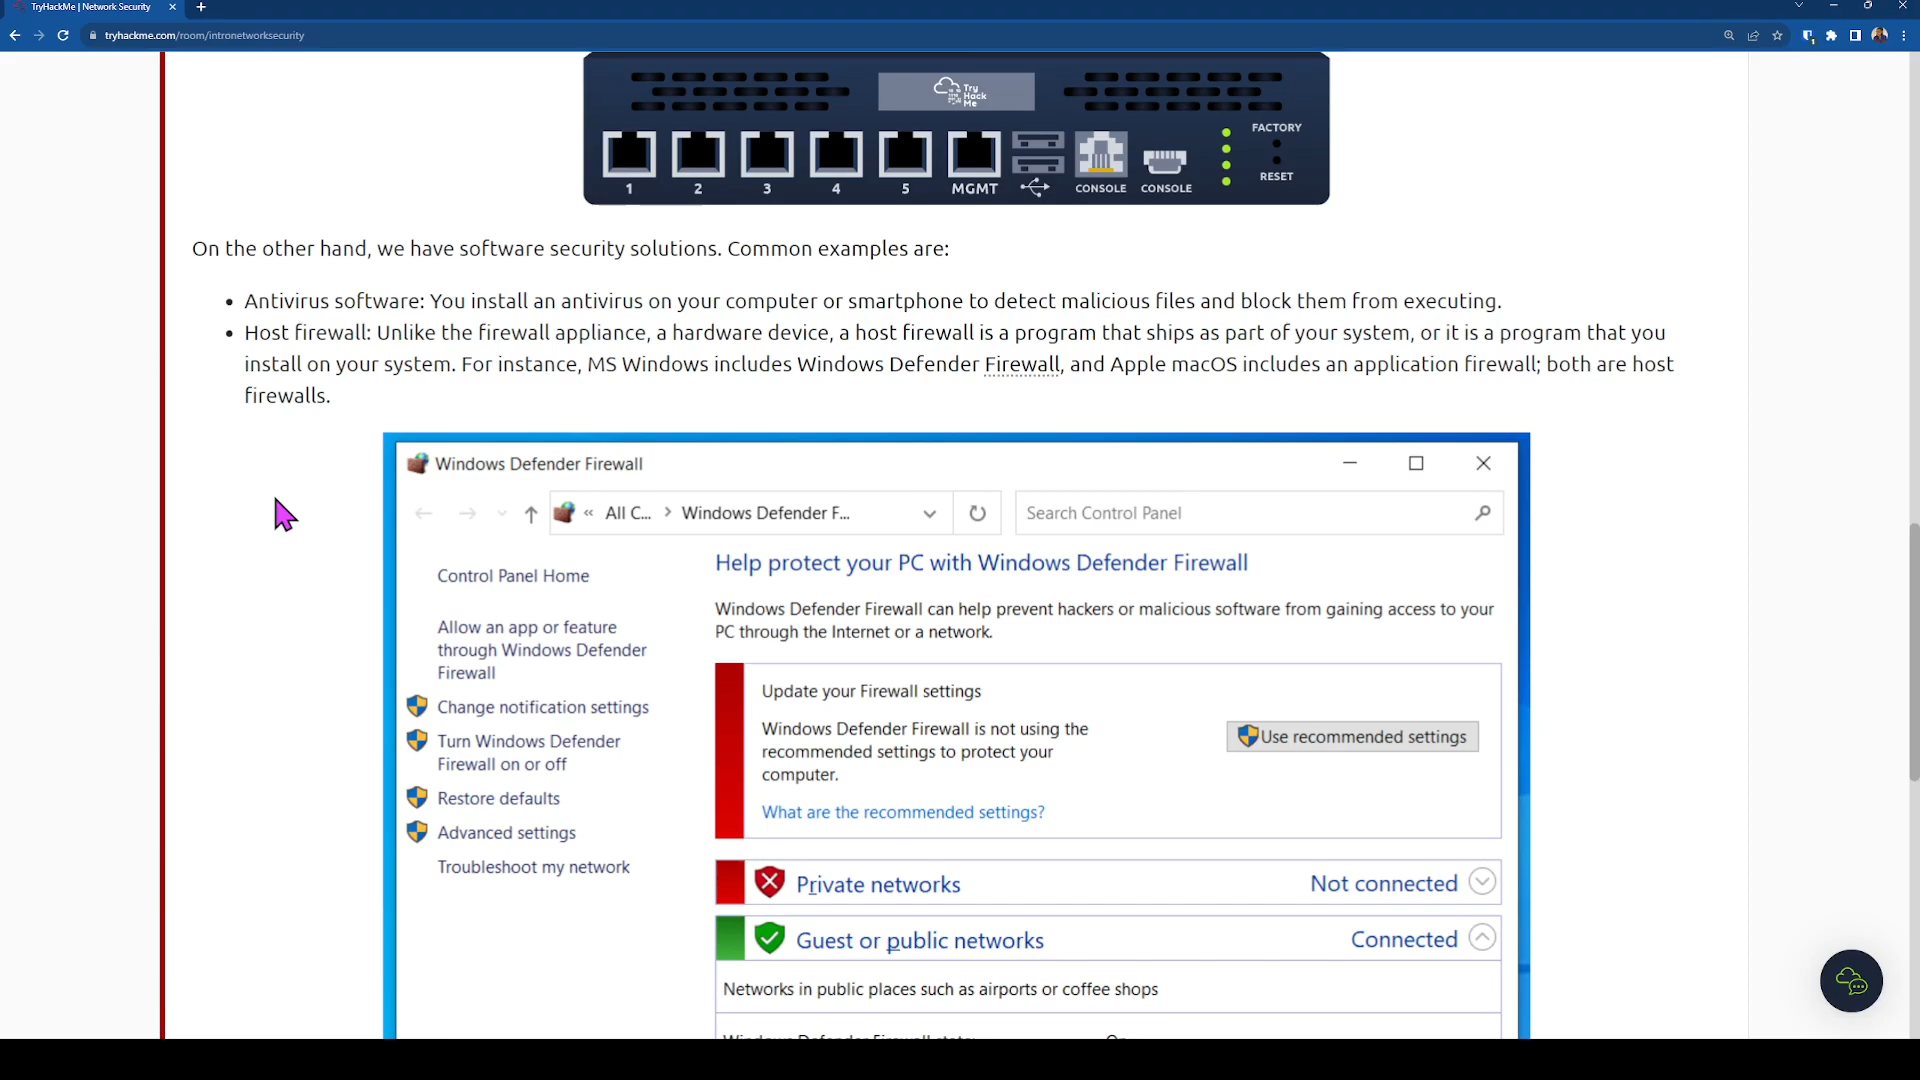 TryHackMe | Network Security
tryhackme.com/room/intronetworksecurity
Try
Hack
Me
FACTORY
RESET
1 2 3 4 5 MGMT CONSOLE CONSOLE
On the other hand, we have software security solutions. Common examples are:
• Antivirus software: You install an antivirus on your computer or smartphone to detect malicious files and block them from executing.
• Host firewall: Unlike the firewall appliance, a hardware device, a host firewall is a program that ships as part of your system, or it is a program that you
install on your system. For instance, MS Windows includes Windows Defender Firewall, and Apple macOS includes an application firewall; both are host
firewalls.
Windows Defender Firewall
« All C... > Windows Defender F...
Search Control Panel
Control Panel Home
Allow an app or feature
through Windows Defender
Firewall
Change notification settings
Turn Windows Defender
Firewall on or off
Restore defaults
Advanced settings
Troubleshoot my network
Help protect your PC with Windows Defender Firewall
Windows Defender Firewall can help prevent hackers or malicious software from gaining access to your
PC through the Internet or a network.
Update your Firewall settings
Windows Defender Firewall is not using the
recommended settings to protect your
computer.
Use recommended settings
What are the recommended settings?
Private networks Not connected
Guest or public networks Connected
Networks in public places such as airports or coffee shops